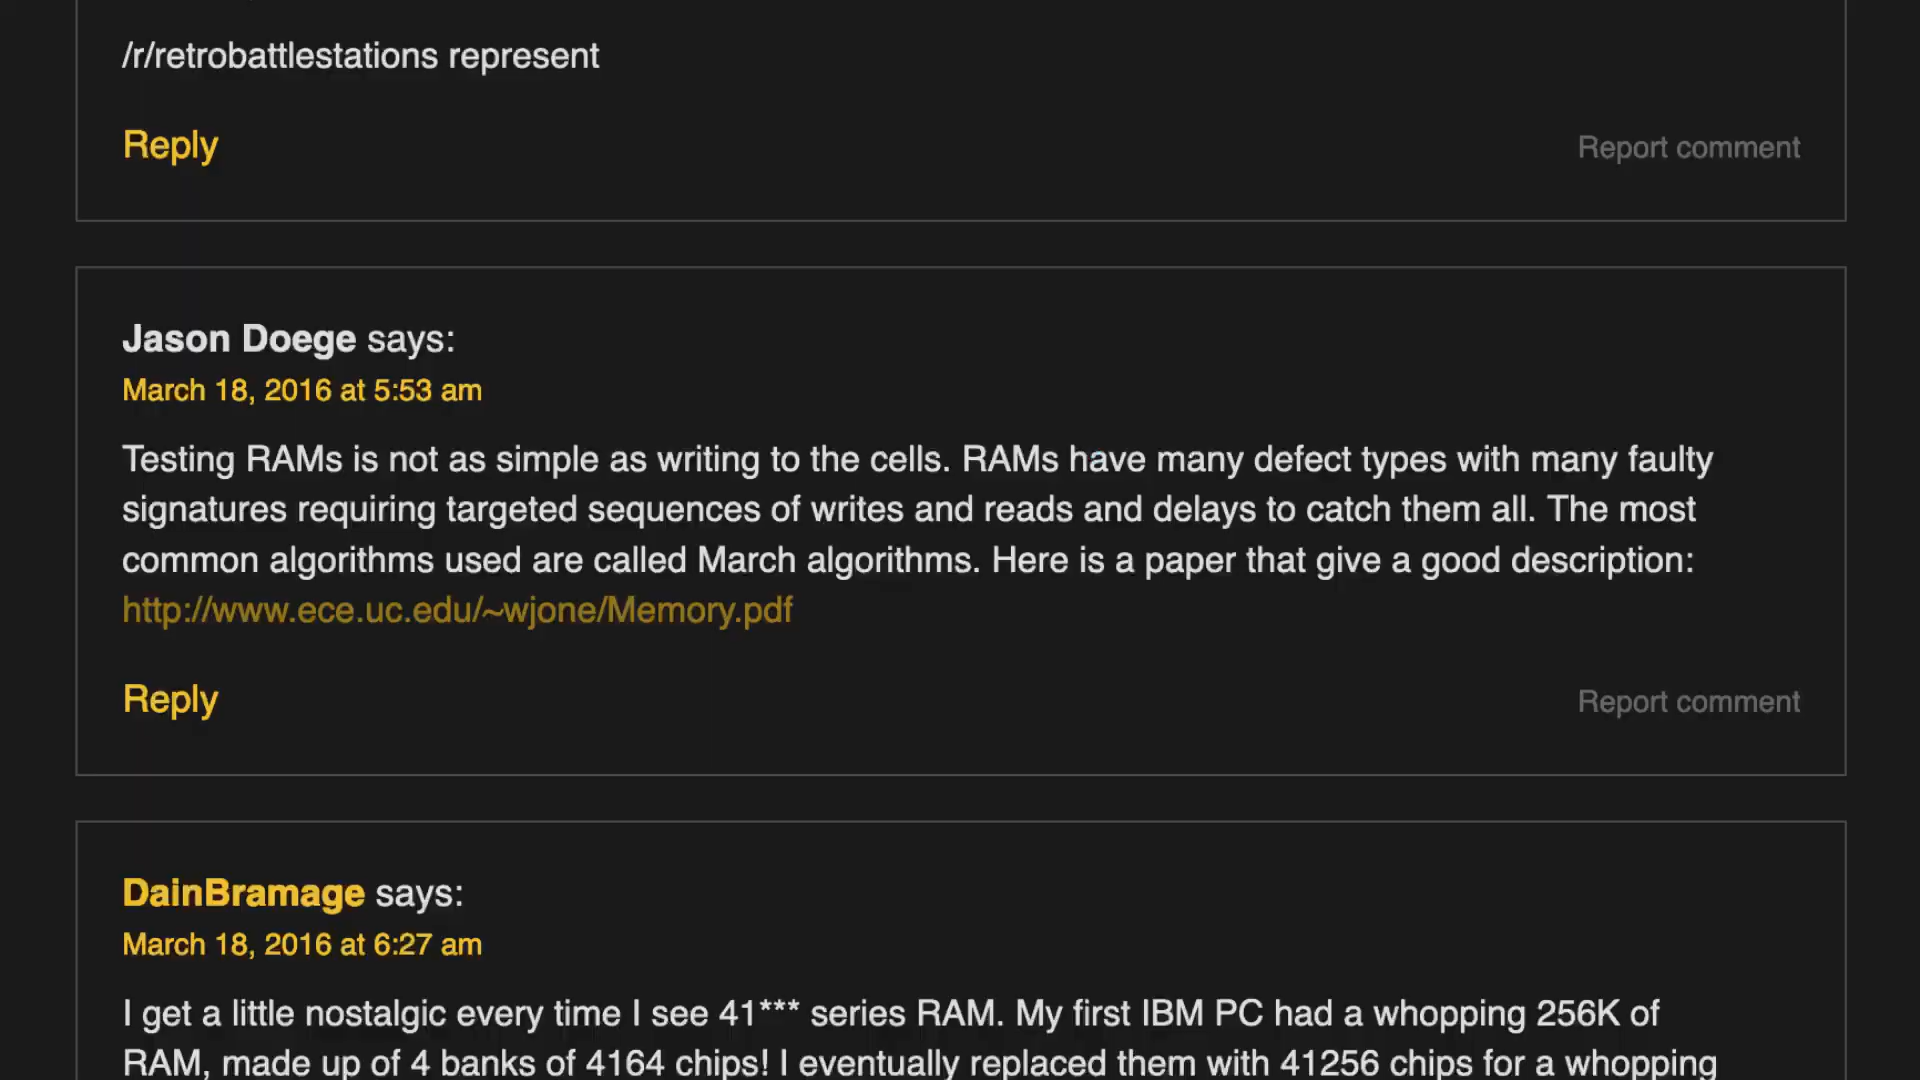 /r/retrobattlestations represent
Reply
Report comment
Jason Doege says:
March 18, 2016 at 5:53 am
Testing RAMs is not as simple as writing to the cells. RAMs have many defect types with many faulty
signatures requiring targeted sequences of writes and reads and delays to catch them all. The most
common algorithms used are called March algorithms. Here is a paper that give a good description:
http://www.ece.uc.edu/~wjone/Memory.pdf
Reply
Report comment
DainBramage says:
March 18, 2016 at 6:27 am
I get a little nostalgic every time I see 41*** series RAM. My first IBM PC had a whopping 256K of
RAM, made up of 4 banks of 4164 chips! I eventually replaced them with 41256 chips for a whopping